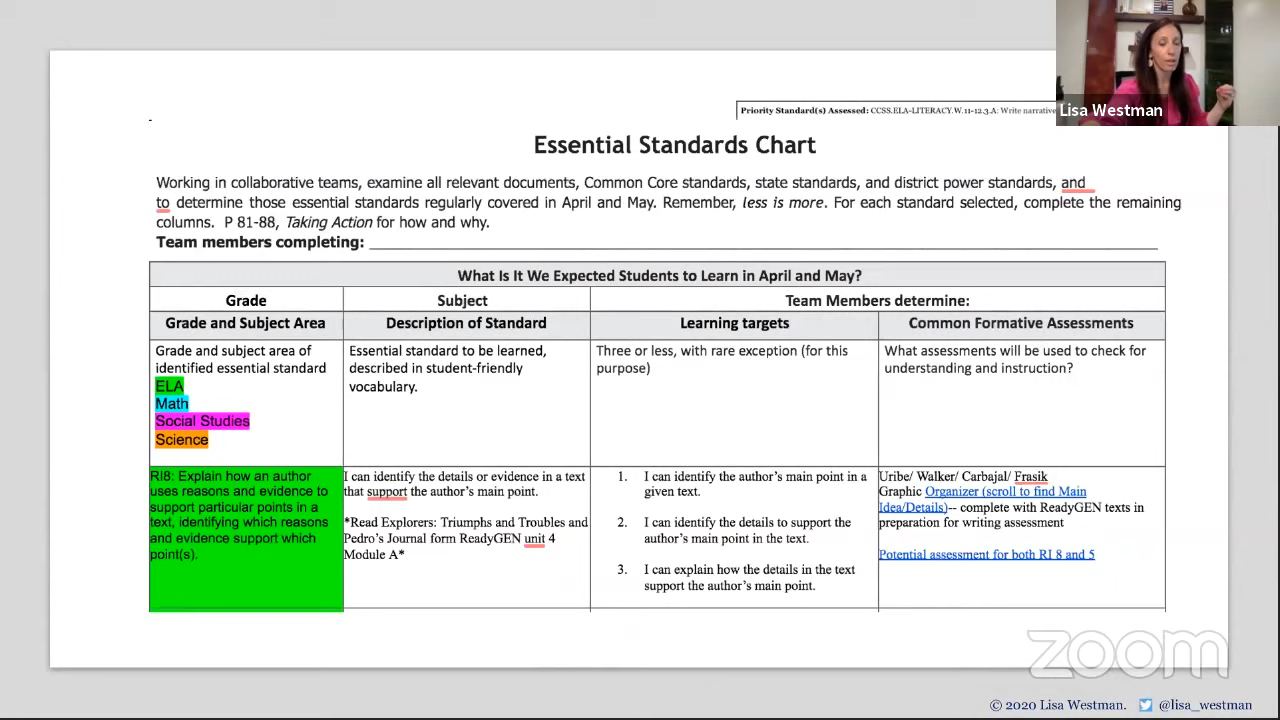 Lisa Westman
Priority Standard(s) Assessed: CCSS.ELA-LITERACY.W.11-12.3.A: Write narrative
Essential Standards Chart
Working in collaborative teams, examine all relevant documents, Common Core standards, state standards, and district power standards, and
to determine those essential standards regularly covered in April and May. Remember, less is more. For each standard selected, complete the remaining
columns. P 81-88, Taking Action for how and why.
Team members completing:
What Is It We Expected Students to Learn in April and May?
Grade
Subject
Team Members determine:
Grade and Subject Area
Description of Standard
Learning targets
Common Formative Assessments
Grade and subject area of
identified essential standard
ELA
Math
Social Studies
Science
Essential standard to be learned,
described in student-friendly
vocabulary.
Three or less, with rare exception (for this
purpose)
What assessments will be used to check for
understanding and instruction?
RI8: Explain how an author
uses reasons and evidence to
support particular points in a
text, identifying which reasons
and evidence support which
point(s).
I can identify the details or evidence in a text
that support the author's main point.
*Read Explorers: Triumphs and Troubles and
Pedro's Journal form ReadyGEN unit 4
Module A*
1. I can identify the author's main point in a
given text.
2. I can identify the details to support the
author's main point in the text.
3. I can explain how the details in the text
support the author's main point.
Uribe/ Walker/ Carbajal/ Frasik
Graphic Organizer (scroll to find Main
Idea/Details)-- complete with ReadyGEN texts in
preparation for writing assessment
Potential assessment for both RI 8 and 5
zoom
© 2020 Lisa Westman. @lisa_westman